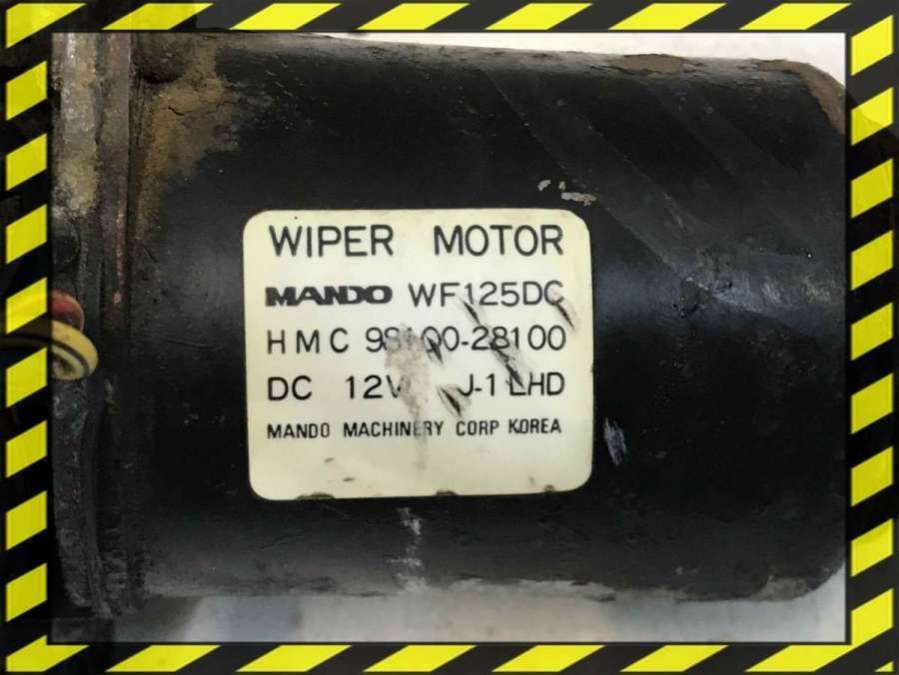 WIPER MOTOR
MANDO WF125DC
HMC 98100-28100
DC 12V J-1 LHD
MANDO MACHINERY CORP KOREA